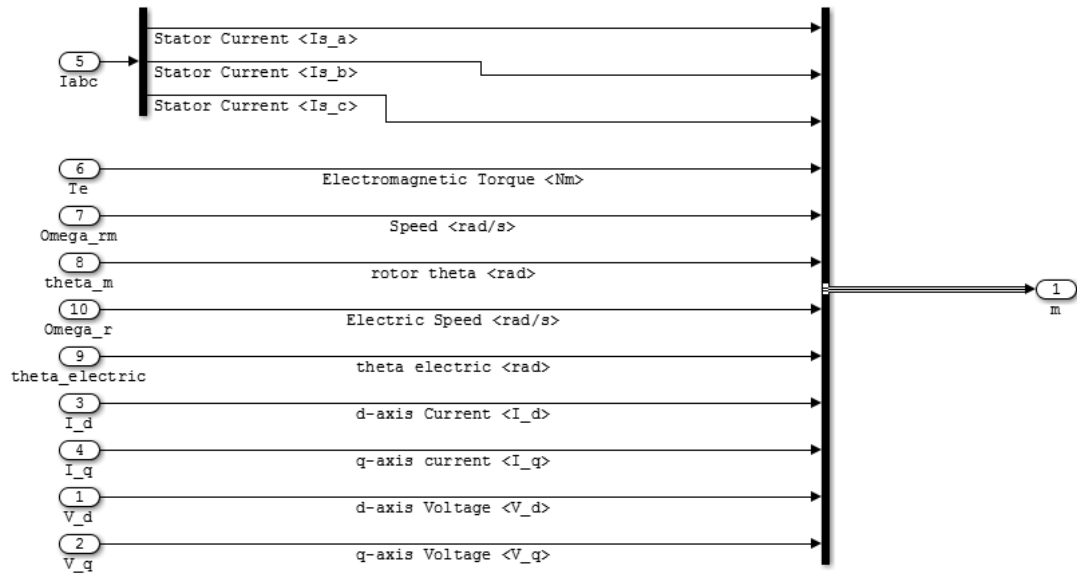 Stator Current <Is_a>
5
Iabc
Stator Current <Is_b>
Stator Current <Is_c>
6
Te
Electromagnetic Torque <Nm>
7
Omega_rm
Speed <rad/s>
8
theta_m
rotor theta <rad>
1
m
10
Omega_r
Electric Speed <rad/s>
9
theta_electric
theta electric <rad>
3
I_d
d-axis Current <I_d>
4
I_q
q-axis current <I_q>
1
V_d
d-axis Voltage <V_d>
2
V_q
q-axis Voltage <V_q>